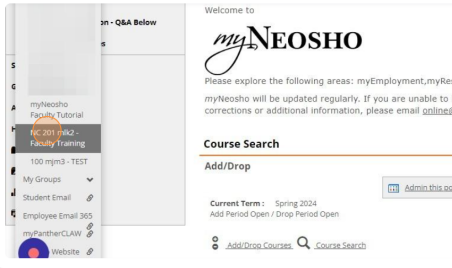 on - Q&A Below
es
S
G
A
H
myNeosho
Faculty Tutorial
NC 201 mlk2 -
Faculty Training
100 mjm3 - TEST
My Groups
Student Email
Employee Email 365
myPantherCLAW
Website
Welcome to
myNEOSHO
Please explore the following areas: myEmployment,myRes
myNeosho will be updated regularly. If you are unable to
corrections or additional information, please email online@
Course Search
Add/Drop
Admin this po
Current Term : Spring 2024
Add Period Open / Drop Period Open
Add/Drop Courses Course Search